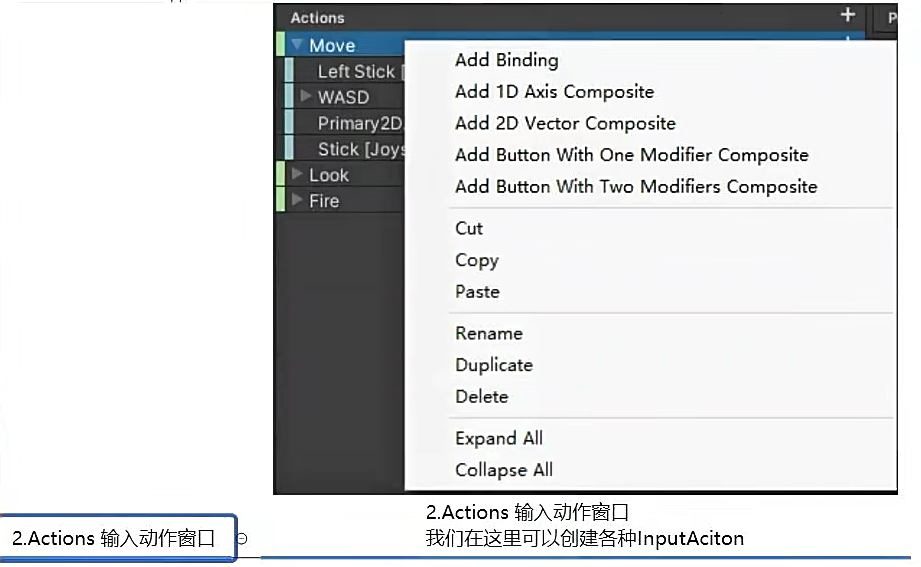 Actions
Move
Left Stick [
WASD
Primary2D
Stick [Joys
Look
Fire
Add Binding
Add 1D Axis Composite
Add 2D Vector Composite
Add Button With One Modifier Composite
Add Button With Two Modifiers Composite
Cut
Copy
Paste
Rename
Duplicate
Delete
Expand All
Collapse All
2.Actions 输入动作窗口
2.Actions 输入动作窗口
我们在这里可以创建各种InputAciton